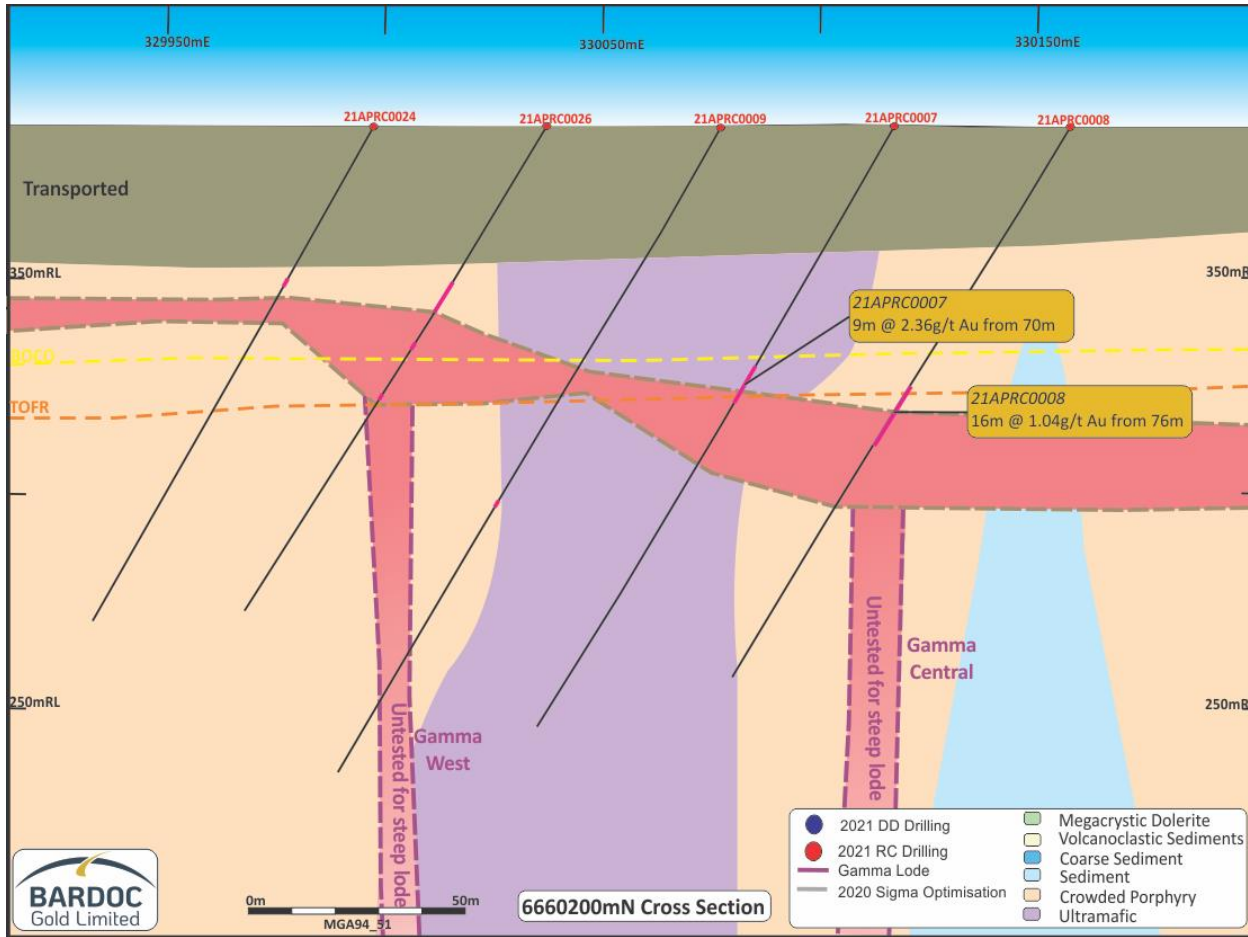 329950mE
330050mE
330150mE
21APRC0024
21APRC0026
21APRC0009
21APRC0007
21APRC0008
Transported
350mRL
350mR
21APRC0007
9m @ 2.36g/t Au from 70m
BOCO
TOFR
21APRC0008
16m @ 1.04g/t Au from 76m
Untested for steep lode
Gamma
Central
250mRL
250mR
Untested for steep lode
Gamma
West
2021 DD Drilling
2021 RC Drilling
Gamma Lode
2020 Sigma Optimisation
Megacrystic Dolerite
Volcanoclastic Sediments
Coarse Sediment
Sediment
Crowded Porphyry
Ultramafic
BARDOC
Gold Limited
0m
50m
MGA94_51
6660200mN Cross Section